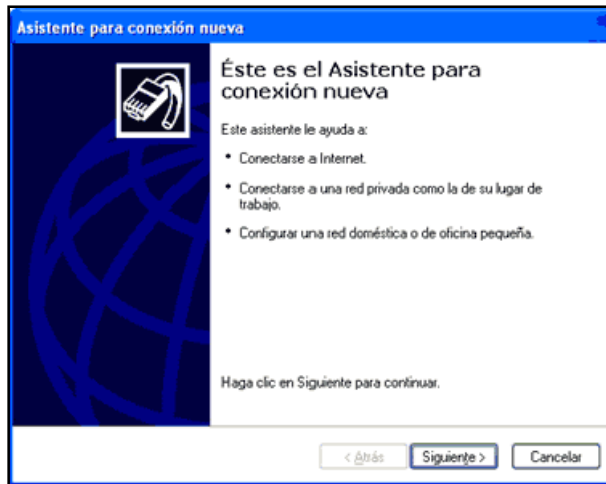 Asistente para conexión nueva
Éste es el Asistente para
conexión nueva
Este asistente le ayuda a:
• Conectarse a Internet.
• Conectarse a una red privada como la de su lugar de
trabajo.
• Configurar una red doméstica o de oficina pequeña.
Haga clic en Siguiente para continuar.
< Atrás
Siguiente >
Cancelar